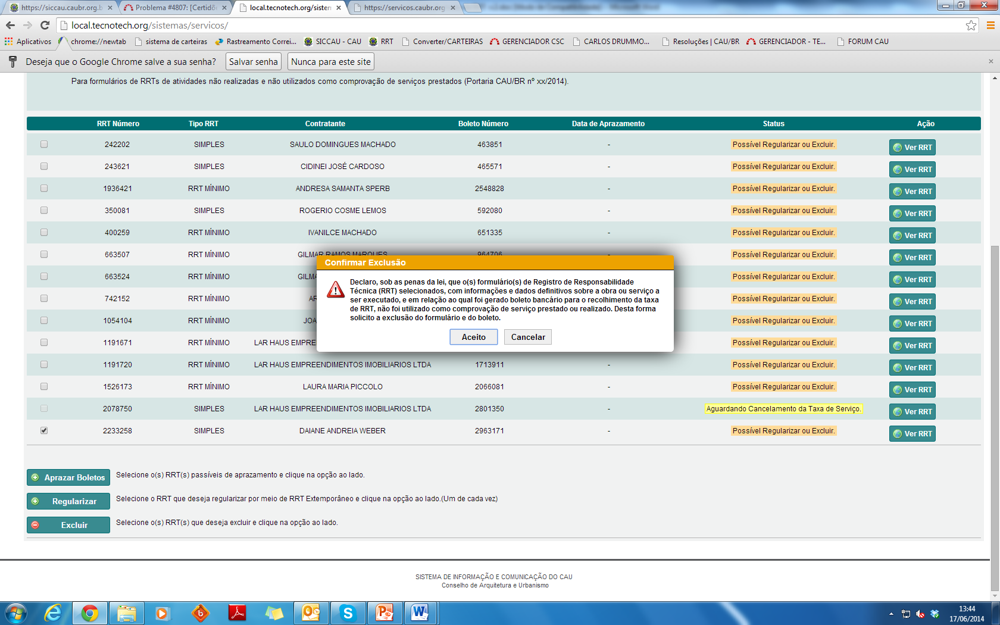 https://siccau.caubr.org.b
Problema #4807: [Certidõ
local.tecnotech.org/sisten
https://servicos.caubr.org
local.tecnotech.org/sistemas/servicos/
Aplicativos
chrome://newtab
sistema de carteiras
Rastreamento Correi...
SICCAU - CAU
RRT
Converter/CARTEIRAS
GERENCIADOR CSC
CARLOS DRUMMO...
Resoluções | CAU/BR
GERENCIADOR - TE...
FORUM CAU
Deseja que o Google Chrome salve a sua senha? Salvar senha Nunca para este site
Para formulários de RRTs de atividades não realizadas e não utilizados como comprovação de serviços prestados (Portaria CAU/BR nº xx/2014).
RRT Número Tipo RRT Contratante Boleto Número Data de Aprazamento Status Ação
242202 SIMPLES SAULO DOMINGUES MACHADO 463851 - Possível Regularizar ou Excluir. Ver RRT
243621 SIMPLES CIDINEI JOSÉ CARDOSO 465571 - Possível Regularizar ou Excluir. Ver RRT
1936421 RRT MÍNIMO ANDRESA SAMANTA SPERB 2548828 - Possível Regularizar ou Excluir. Ver RRT
350081 SIMPLES ROGERIO COSME LEMOS 592080 - Possível Regularizar ou Excluir. Ver RRT
400259 RRT MÍNIMO IVANILCE MACHADO 651335 - Possível Regularizar ou Excluir. Ver RRT
663507 RRT MÍNIMO GILMAR RAMOS MARQUES 964706 - Possível Regularizar ou Excluir. Ver RRT
663524 RRT MÍNIMO GILMA Possível Regularizar ou Excluir. Ver RRT
742152 RRT MÍNIMO AR Possível Regularizar ou Excluir. Ver RRT
1054104 RRT MÍNIMO JOA Possível Regularizar ou Excluir. Ver RRT
1191671 RRT MÍNIMO LAR HAUS EMPRE Possível Regularizar ou Excluir. Ver RRT
1191720 RRT MÍNIMO LAR HAUS EMPREENDIMENTOS IMOBILIARIOS LTDA 1713911 - Possível Regularizar ou Excluir. Ver RRT
1526173 RRT MÍNIMO LAURA MARIA PICCOLO 2066081 - Possível Regularizar ou Excluir. Ver RRT
2078750 SIMPLES LAR HAUS EMPREENDIMENTOS IMOBILIARIOS LTDA 2801350 - Aguardando Cancelamento da Taxa de Serviço. Ver RRT
2233258 SIMPLES DAIANE ANDREIA WEBER 2963171 - Possível Regularizar ou Excluir. Ver RRT
Confirmar Exclusão
Declaro, sob as penas da lei, que o(s) formulário(s) de Registro de Responsabilidade
Técnica (RRT) selecionados, com informações e dados definitivos sobre a obra ou serviço a
ser executado, e em relação ao qual foi gerado boleto bancário para o recolhimento da taxa
de RRT, não foi utilizado como comprovação de serviço prestado ou realizado. Desta forma
solicito a exclusão do formulário e do boleto.
Aceito Cancelar
Aprazar Boletos Selecione o(s) RRT(s) passíveis de aprazamento e clique na opção ao lado.
Regularizar Selecione o RRT que deseja regularizar por meio de RRT Extemporâneo e clique na opção ao lado.(Um de cada vez)
Excluir Selecione o(s) RRT(s) que deseja excluir e clique na opção ao lado.
SISTEMA DE INFORMAÇÃO E COMUNICAÇÃO DO CAU
Conselho de Arquitetura e Urbanismo
13:44
17/06/2014